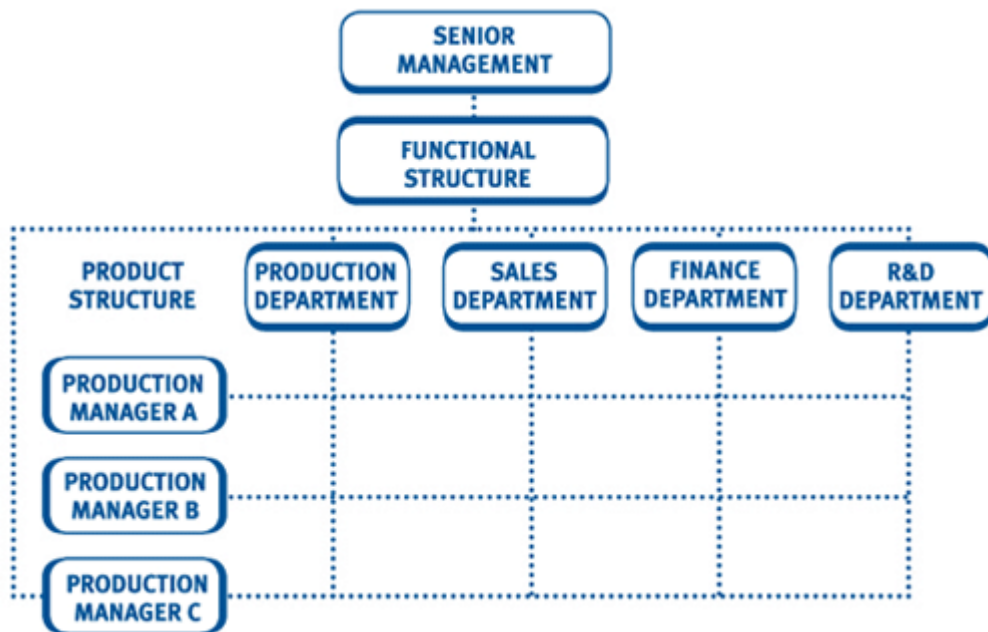 SENIOR
MANAGEMENT
FUNCTIONAL
STRUCTURE
PRODUCT
STRUCTURE
PRODUCTION
DEPARTMENT
SALES
DEPARTMENT
FINANCE
DEPARTMENT
R&D
DEPARTMENT
PRODUCTION
MANAGER A
PRODUCTION
MANAGER B
PRODUCTION
MANAGER C